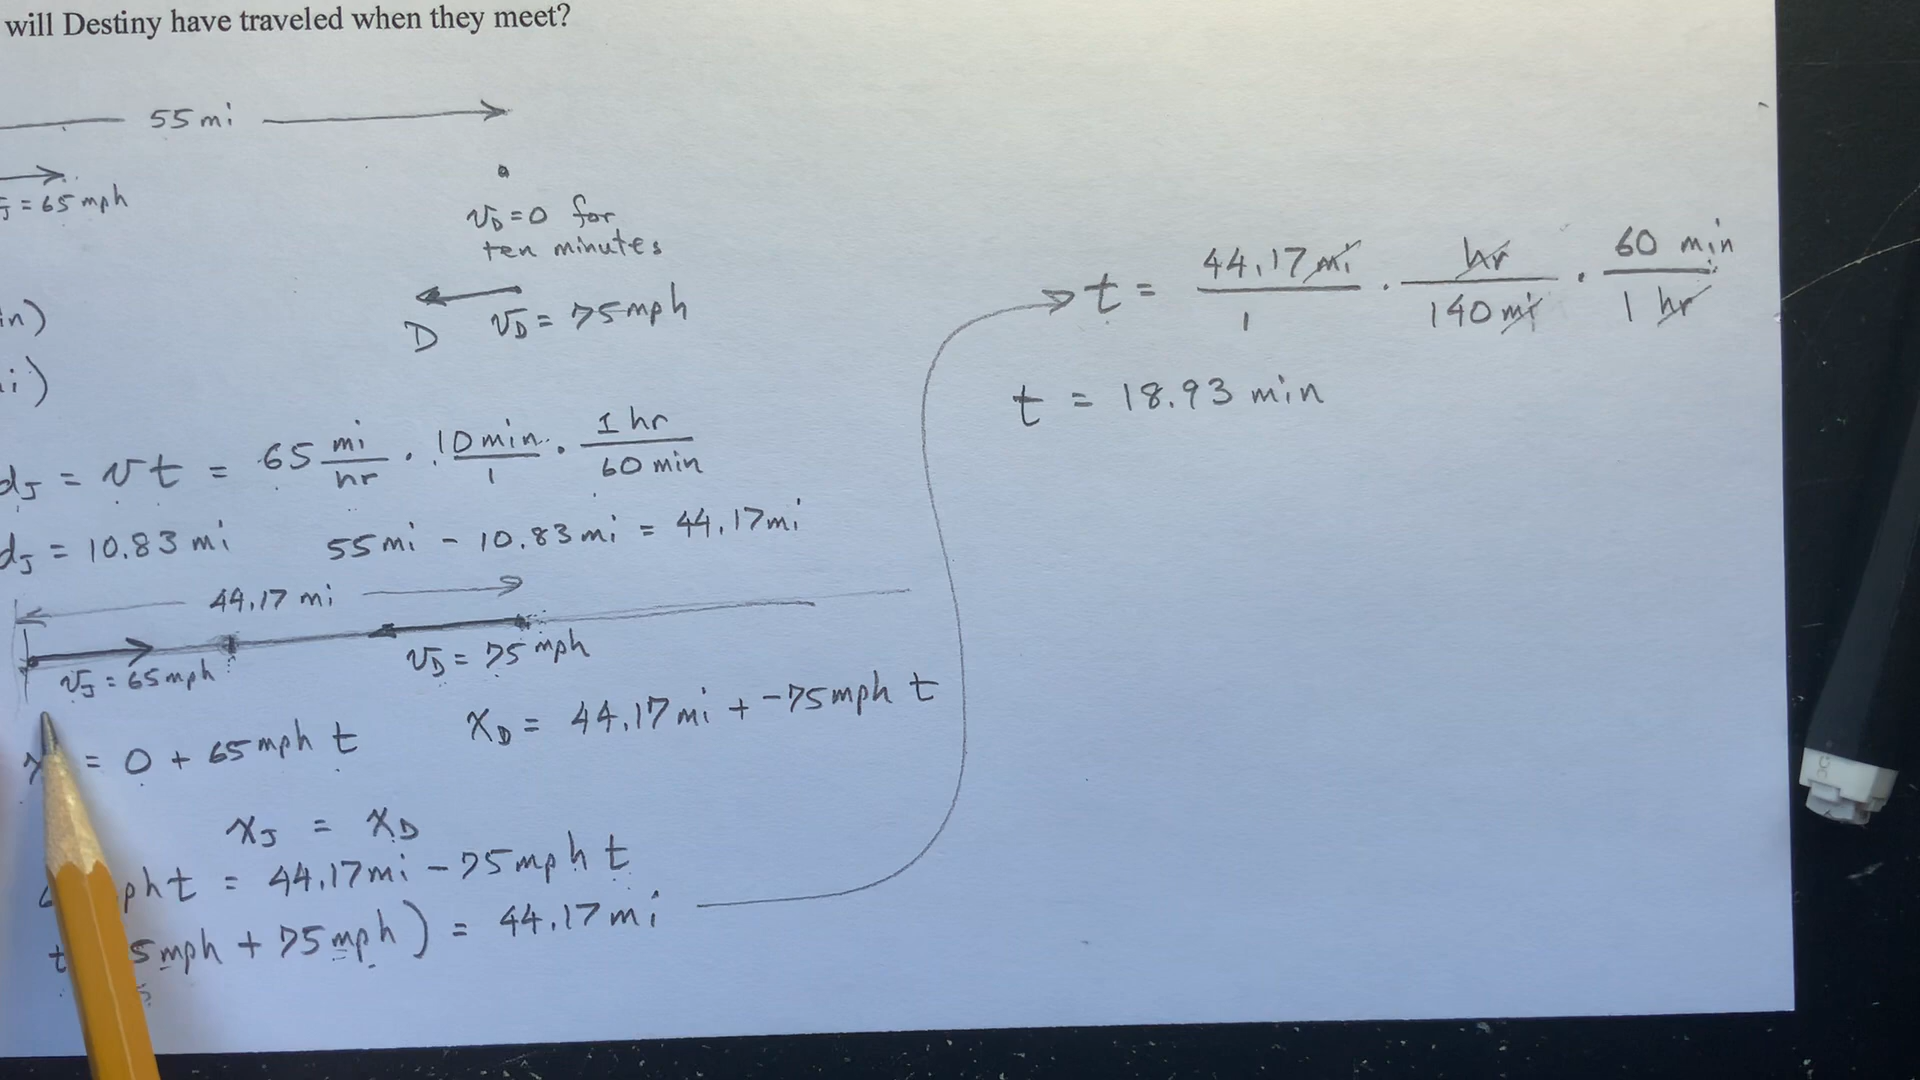 will Destiny have traveled when they meet?
55 mi
J = 65 mph
v_D = 0 for
ten minutes
D v_D = 75 mph
in)
i)
d_J = vt = 65 mi/hr · 10 min/1 · 1 hr/60 min
d_J = 10.83 mi 55 mi - 10.83 mi = 44.17 mi
44.17 mi
v_J = 65 mph v_D = 75 mph
= 0 + 65 mph t x_D = 44.17 mi + -75 mph t
x_J = x_D
ph t = 44.17 mi - 75 mph t
t 5 mph + 75 mph) = 44.17 mi
t = 44.17 mi/1 · hr/140 mi · 60 min/1 hr
t = 18.93 min